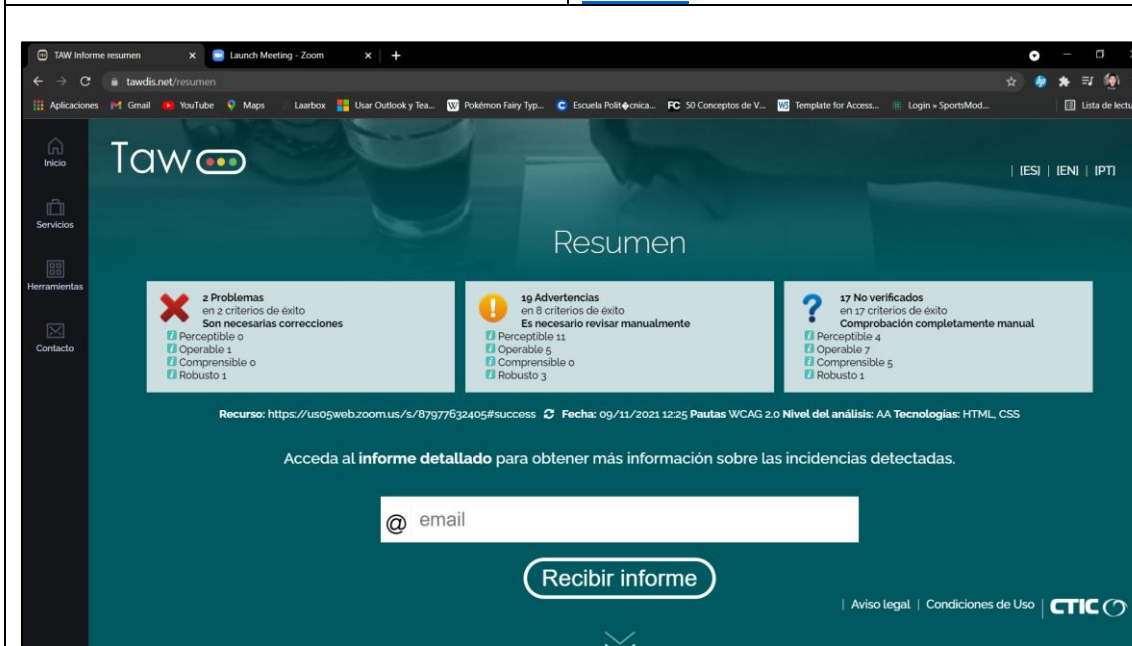 TAW Informe resumen
Launch Meeting - Zoom
tawdis.net/resumen
Aplicaciones Gmail YouTube Maps Laarbox Usar Outlook y Tea... Pokémon Fairy Typ... Escuela Polit�cnica... 50 Conceptos de V... Template for Access... Login « SportsMod... Lista de lectu
Inicio
Servicios
Herramientas
Contacto
Taw
| [ES] | [EN] | [PT]
Resumen
2 Problemas
en 2 criterios de éxito
Son necesarias correcciones
Perceptible 0
Operable 1
Comprensible 0
Robusto 1
19 Advertencias
en 8 criterios de éxito
Es necesario revisar manualmente
Perceptible 11
Operable 5
Comprensible 0
Robusto 3
17 No verificados
en 17 criterios de éxito
Comprobación completamente manual
Perceptible 4
Operable 7
Comprensible 5
Robusto 1
Recurso: https://us05web.zoom.us/s/87977632405#success Fecha: 09/11/2021 12:25 Pautas WCAG 2.0 Nivel del análisis: AA Tecnologías: HTML, CSS
Acceda al informe detallado para obtener más información sobre las incidencias detectadas.
@ email
Recibir informe
| Aviso legal | Condiciones de Uso | CTIC